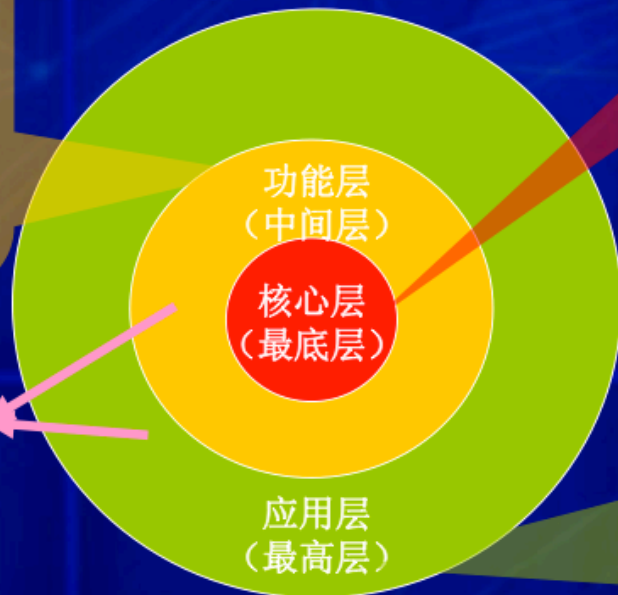 功能层
（中间层）
核心层
（最底层）
应用层
（最高层）